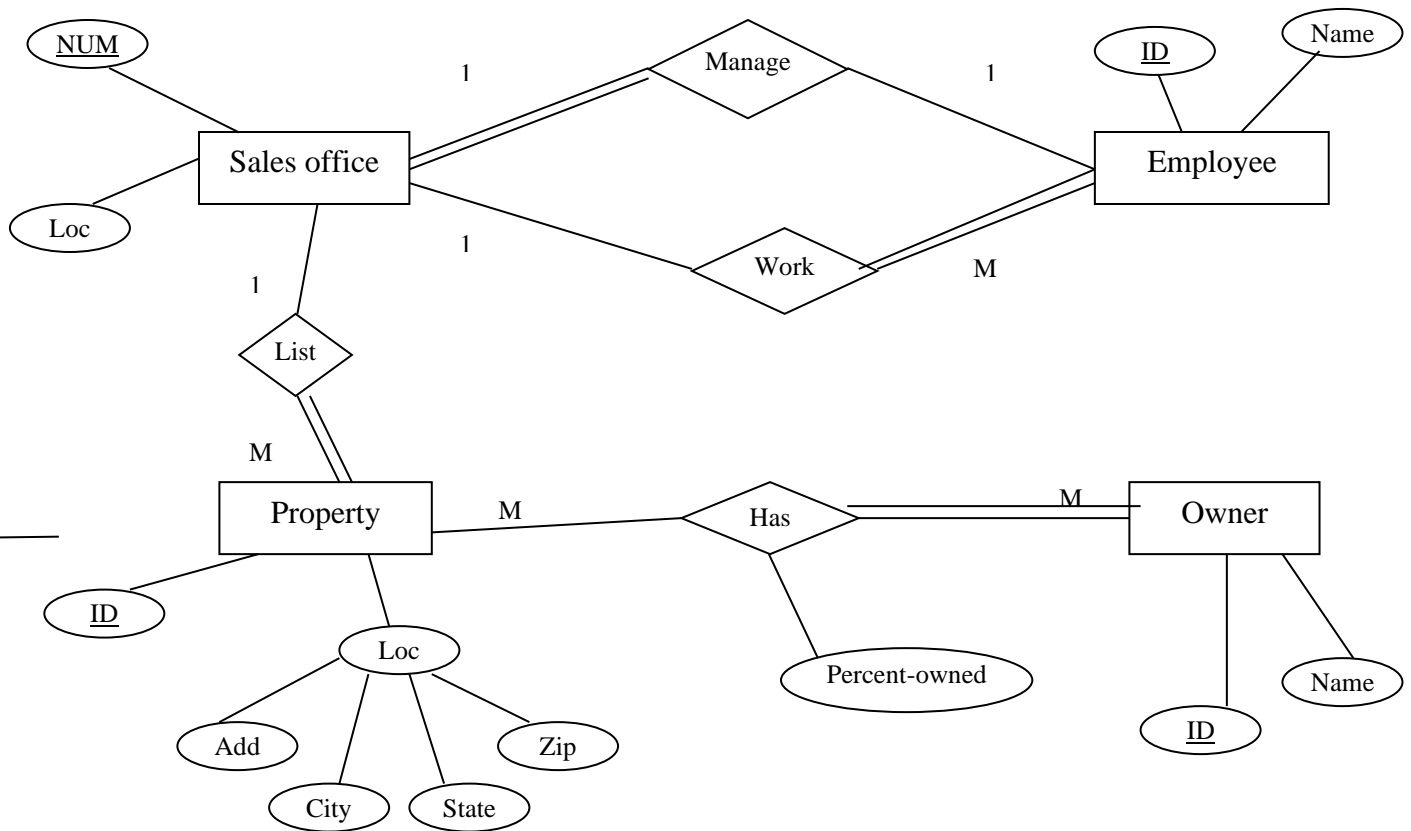 Name
NUM
ID
Manage
1
1
Sales office
Employee
Loc
1
Work
M
1
List
M
M
M
Property
Has
Owner
ID
Loc
Percent-owned
Name
ID
Add
Zip
City
State